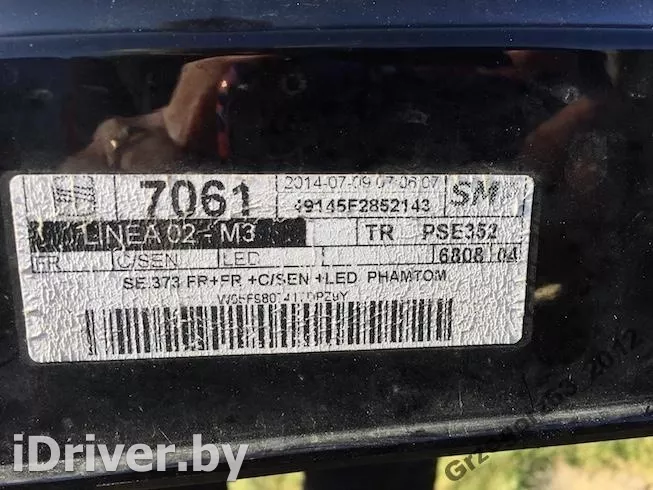 7061 2014-07-09 07:06:07 SM
49145F2852143
LINEA 02 - M3 TR PSE352
FR C/SEN LED 6808 04
SE 373 FR+FR +C/SEN +LED PHAMTOM
iDriver.by